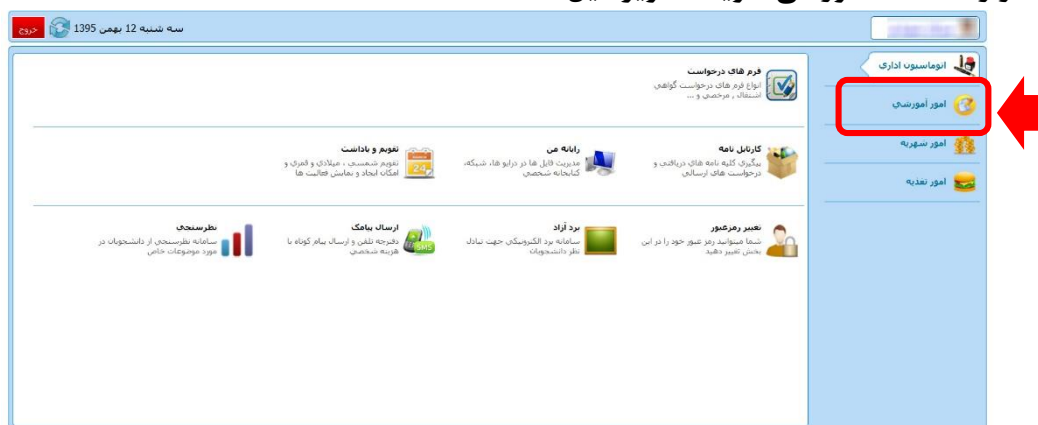 سه شنبه 12 بهمن 1395
خروج
اتوماسیون اداری
امور آموزشي
امور شهریه
امور تغذیه
فرم های درخواست
انواع فرم های درخواست گواهی
اشتغال ، مرخصی و ...
کارتابل نامه
پیگیری کلیه نامه های دریافتی و
درخواست های ارسالی
رایانه من
مدیریت فایل ها در درایو ها، شبکه،
کتابخانه شخصی
تقویم و یاداشت
تقویم شمسی ، میلادی و قمری و
امکان ایجاد و نمایش فعالیت ها
24
تغییر رمزعبور
شما میتوانید رمز عبور خود را در این
بخش تغییر دهید
برد آزاد
سامانه برد الکترونیکی جهت تبادل
نظر دانشجویان
ارسال پیامک
دفترچه تلفن و ارسال پیام کوتاه با
هزینه شخصی
SMS
نظرسنجی
سامانه نظرسنجی از دانشجویان در
مورد موضوعات خاص